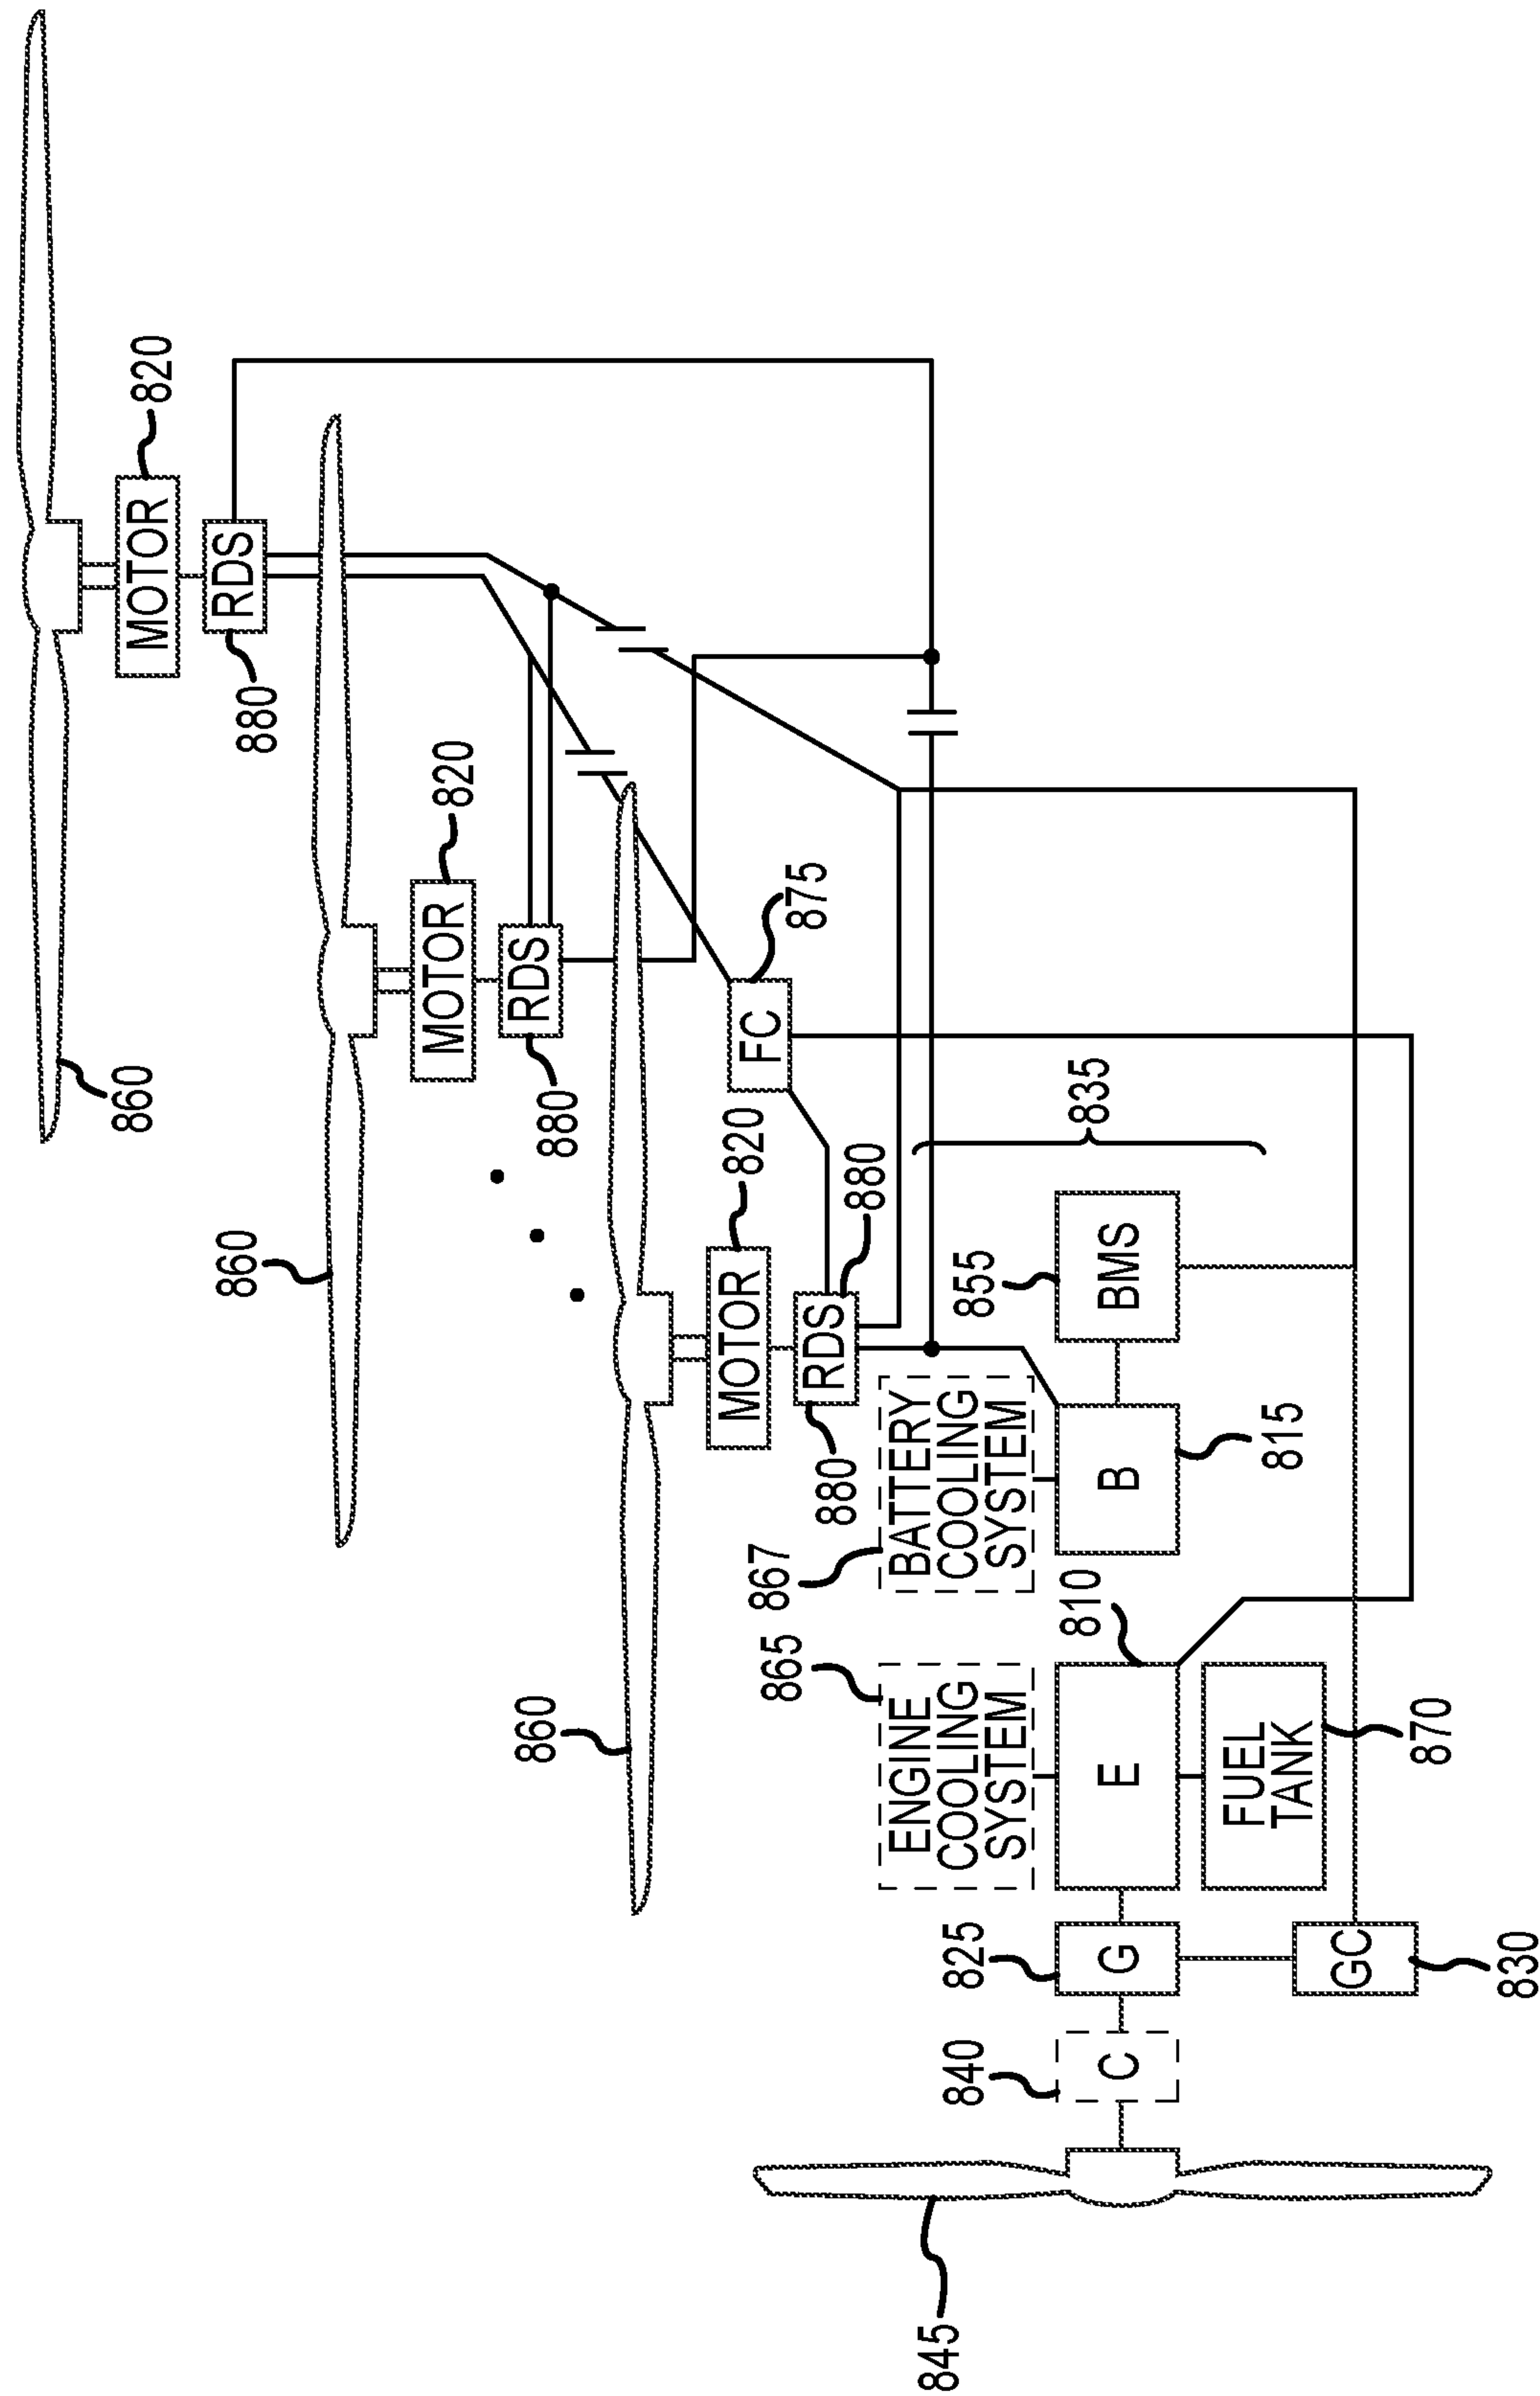 820
MOTOR
RDS
880
860
820
MOTOR
RDS
880
860
875
FC
820
MOTOR
880
RDS
880
860
835
855
BMS
867
BATTERY
COOLING
SYSTEM
B
815
865
ENGINE
COOLING
SYSTEM
810
E
FUEL
TANK
870
825
G
GC
830
840
C
845